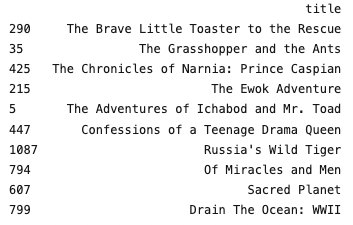 title
290 The Brave Little Toaster to the Rescue
35 The Grasshopper and the Ants
425 The Chronicles of Narnia: Prince Caspian
215 The Ewok Adventure
5 The Adventures of Ichabod and Mr. Toad
447 Confessions of a Teenage Drama Queen
1087 Russia's Wild Tiger
794 Of Miracles and Men
607 Sacred Planet
799 Drain The Ocean: WWII